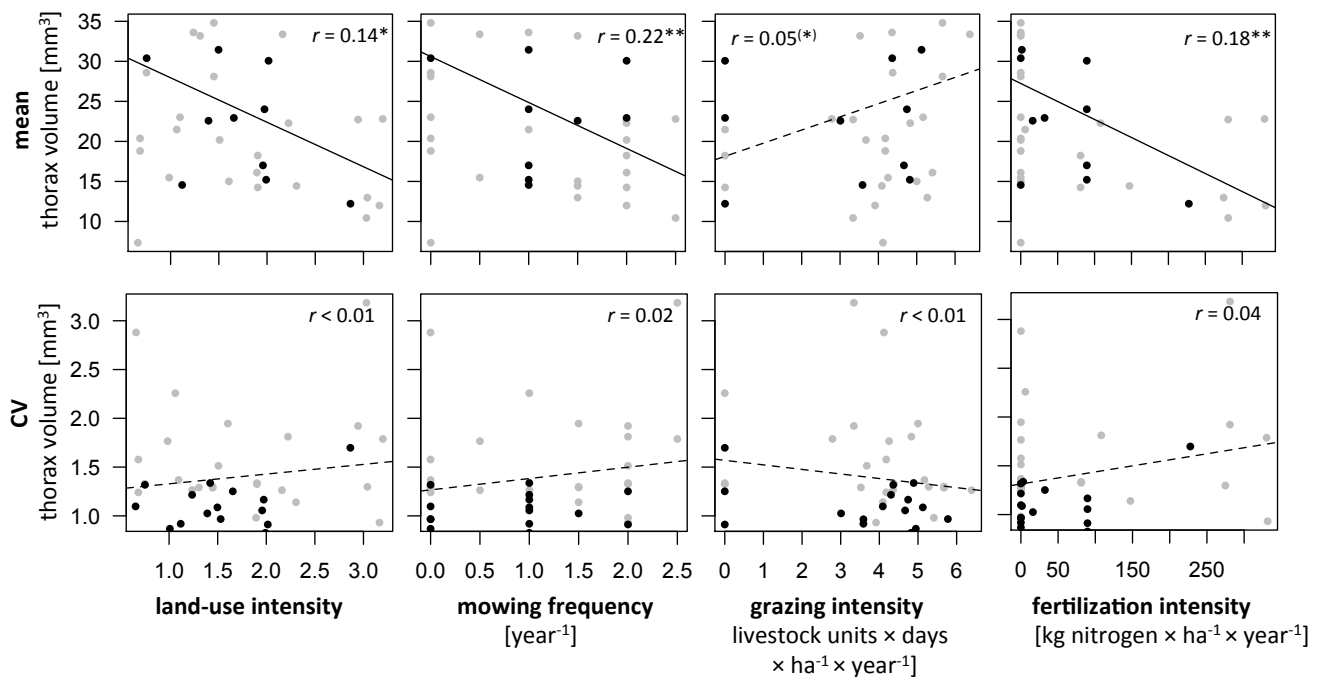 mean
thorax volume [mm³]
35
30
25
20
15
10
r = 0.14*
r = 0.22**
r = 0.05(*)
r = 0.18**
CV
thorax volume [mm³]
3.0
2.5
2.0
1.5
1.0
r < 0.01
r = 0.02
r < 0.01
r = 0.04
1.0 1.5 2.0 2.5 3.0
0.0 0.5 1.0 1.5 2.0 2.5
0 1 2 3 4 5 6
0 50 150 250
land-use intensity
mowing frequency
[year⁻¹]
grazing intensity
livestock units × days
× ha⁻¹ × year⁻¹]
fertilization intensity
[kg nitrogen × ha⁻¹ × year⁻¹]